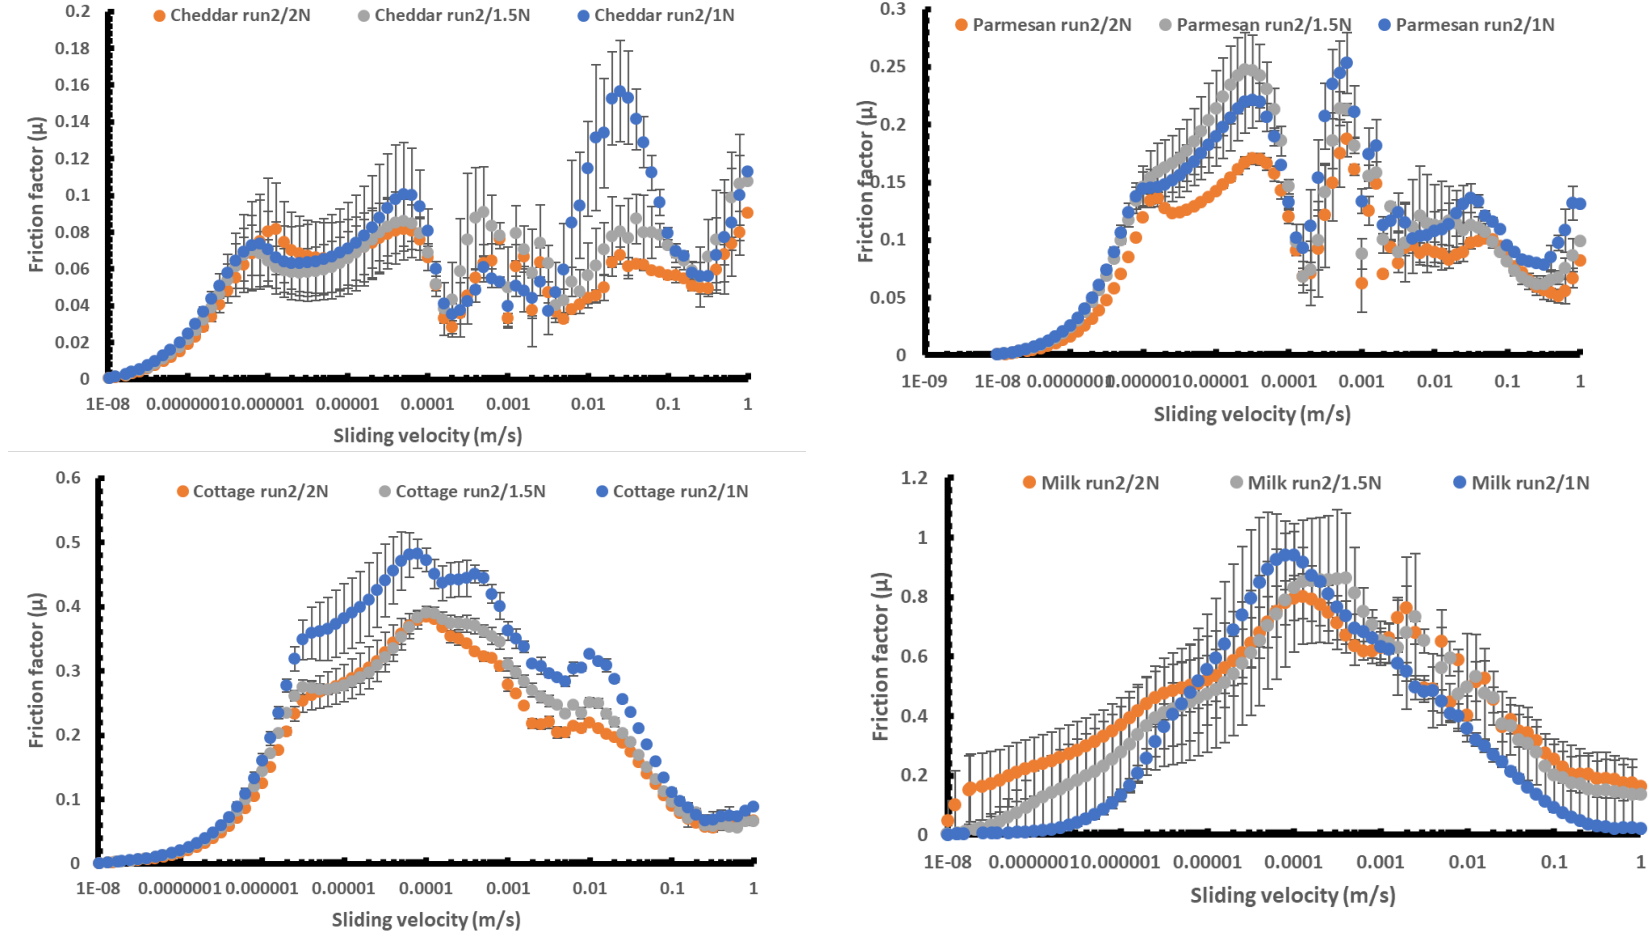 Cheddar run2/2N Cheddar run2/1.5N Cheddar run2/1N
0.2
0.18
0.16
0.14
0.12
0.1
0.08
0.06
0.04
0.02
0
Friction factor (μ)
1E-08 0.0000001 0.000001 0.00001 0.0001 0.001 0.01 0.1 1
Sliding velocity (m/s)
Parmesan run2/2N Parmesan run2/1.5N Parmesan run2/1N
0.3
0.25
0.2
0.15
0.1
0.05
0
Friction factor (μ)
1E-09 1E-08 0.0000001 0.000001 0.00001 0.0001 0.001 0.01 0.1 1
Sliding velocity (m/s)
Cottage run2/2N Cottage run2/1.5N Cottage run2/1N
0.6
0.5
0.4
0.3
0.2
0.1
0
Friction factor (μ)
1E-08 0.0000001 0.000001 0.00001 0.0001 0.001 0.01 0.1 1
Sliding velocity (m/s)
Milk run2/2N Milk run2/1.5N Milk run2/1N
1.2
1
0.8
0.6
0.4
0.2
0
Friction factor (μ)
1E-08 0.0000001 0.000001 0.00001 0.0001 0.001 0.01 0.1 1
Sliding velocity (m/s)